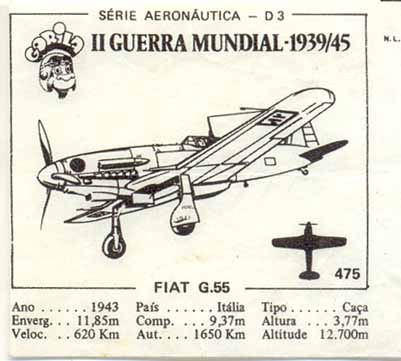 SÉRIE AERONÁUTICA – D 3
GORILA
II GUERRA MUNDIAL-1939/45
N. L.
475
FIAT G.55
Ano . . . . . . 1943 País . . . . . . Itália Tipo . . . . . . Caça
Enverg. . . 11,85m Comp. . . . 9,37m Altura . . . 3,77m
Veloc. . . 620 Km Aut. . . . 1650 Km Altitude 12.700m